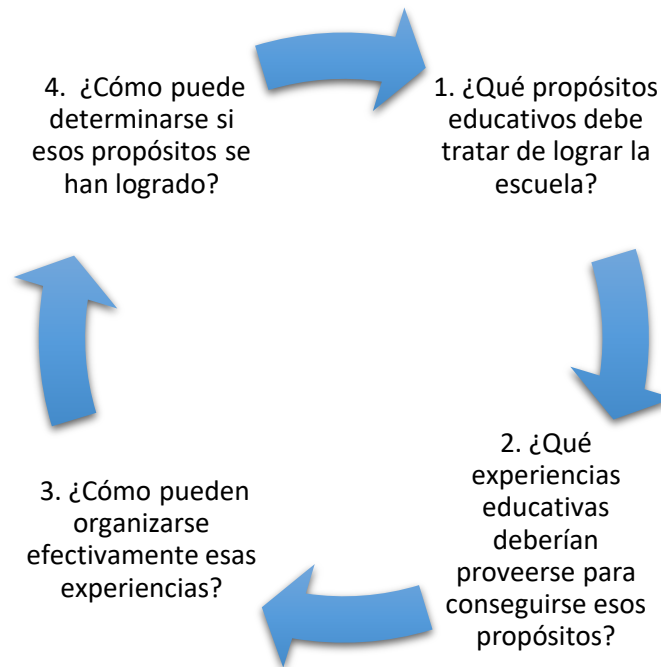 1. ¿Qué propósitos
educativos debe
tratar de lograr la
escuela?
2. ¿Qué
experiencias
educativas
deberían
proveerse para
conseguirse esos
propósitos?
3. ¿Cómo pueden
organizarse
efectivamente esas
experiencias?
4. ¿Cómo puede
determinarse si
esos propósitos se
han logrado?